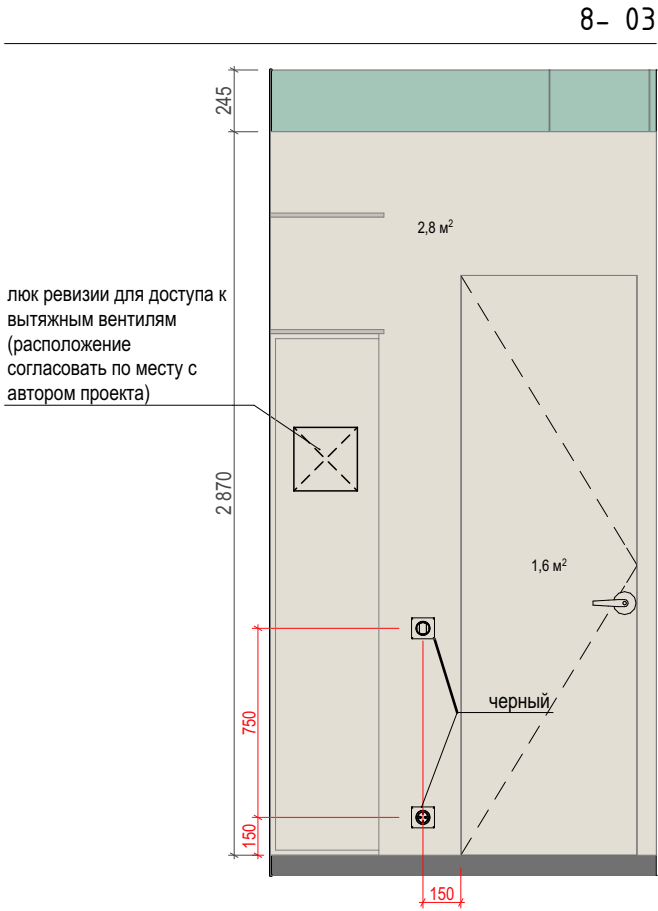 8- 03
245
2,8 м²
люк ревизии для доступа к
вытяжным вентилям
(расположение
согласовать по месту с
автором проекта)
2 870
1,6 м²
черный
750
150
150